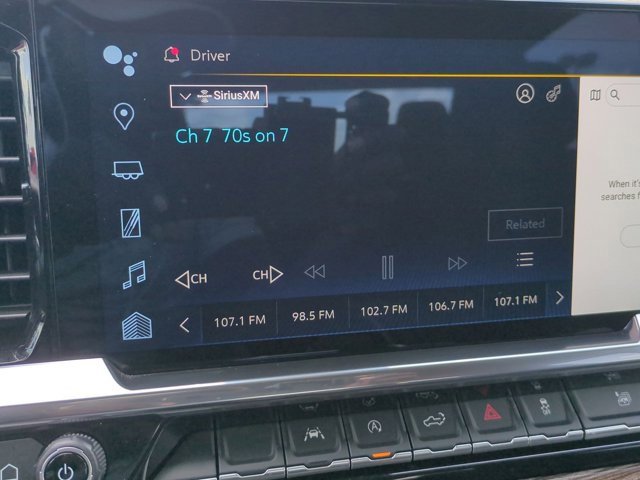 Driver
SiriusXM
Ch 7 70s on 7
When it's
searches f
Related
CH
CH
107.1 FM
98.5 FM
102.7 FM
106.7 FM
107.1 FM